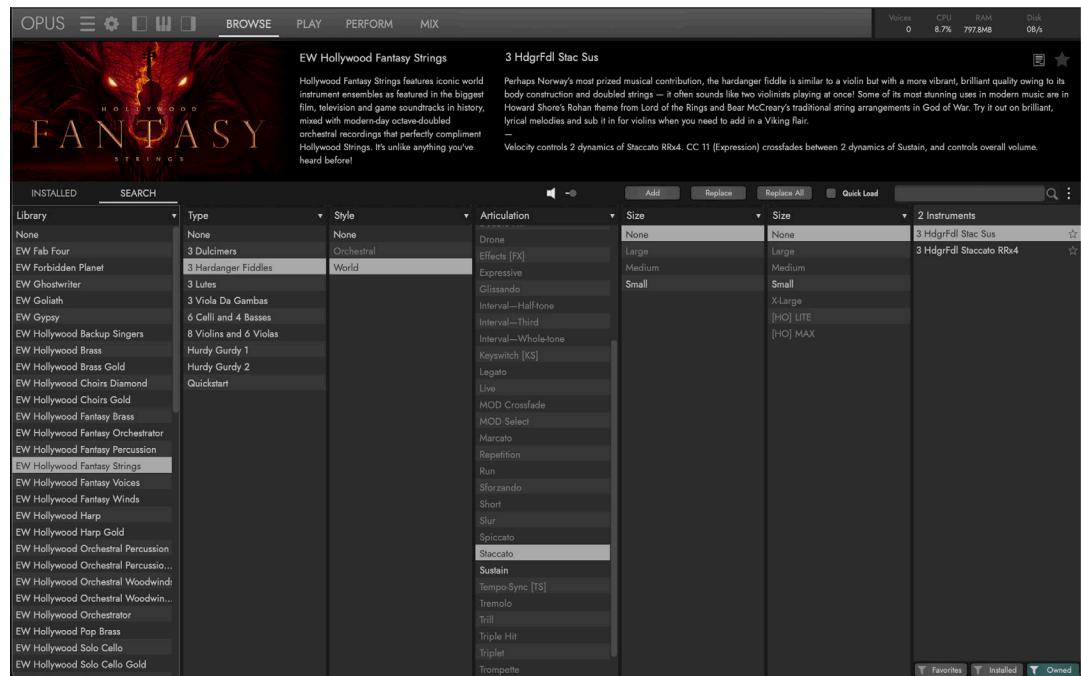 OPUS
BROWSE PLAY PERFORM MIX
Voices CPU RAM Disk
0 8.7% 797.8MB 0B/s
HOLLYWOOD
FANTASY
STRINGS
EW Hollywood Fantasy Strings
Hollywood Fantasy Strings features iconic world
instrument ensembles as featured in the biggest
film, television and game soundtracks in history,
mixed with modern-day octave-doubled
orchestral recordings that perfectly compliment
Hollywood Strings. It's unlike anything you've
heard before!
3 HdgrFdl Stac Sus
Perhaps Norway's most prized musical contribution, the hardanger fiddle is similar to a violin but with a more vibrant, brilliant quality owing to its
body construction and doubled strings — it often sounds like two violinists playing at once! Some of its most stunning uses in modern music are in
Howard Shore's Rohan theme from Lord of the Rings and Bear McCreary's traditional string arrangements in God of War. Try it out on brilliant,
lyrical melodies and sub it in for violins when you need to add in a Viking flair.
—
Velocity controls 2 dynamics of Staccato RRx4. CC 11 (Expression) crossfades between 2 dynamics of Sustain, and controls overall volume.
INSTALLED SEARCH
Add Replace Replace All Quick Load
Library
None
EW Fab Four
EW Forbidden Planet
EW Ghostwriter
EW Goliath
EW Gypsy
EW Hollywood Backup Singers
EW Hollywood Brass
EW Hollywood Brass Gold
EW Hollywood Choirs Diamond
EW Hollywood Choirs Gold
EW Hollywood Fantasy Brass
EW Hollywood Fantasy Orchestrator
EW Hollywood Fantasy Percussion
EW Hollywood Fantasy Strings
EW Hollywood Fantasy Voices
EW Hollywood Fantasy Winds
EW Hollywood Harp
EW Hollywood Harp Gold
EW Hollywood Orchestral Percussion
EW Hollywood Orchestral Percussio...
EW Hollywood Orchestral Woodwinds
EW Hollywood Orchestral Woodwin...
EW Hollywood Orchestrator
EW Hollywood Pop Brass
EW Hollywood Solo Cello
EW Hollywood Solo Cello Gold
Type
None
3 Dulcimers
3 Hardanger Fiddles
3 Lutes
3 Viola Da Gambas
6 Celli and 4 Basses
8 Violins and 6 Violas
Hurdy Gurdy 1
Hurdy Gurdy 2
Quickstart
Style
None
Orchestral
World
Articulation
Drone
Effects [FX]
Expressive
Glissando
Interval—Half-tone
Interval—Third
Interval—Whole-tone
Keyswitch [KS]
Legato
Live
MOD Crossfade
MOD Select
Marcato
Repetition
Run
Sforzando
Short
Slur
Spiccato
Staccato
Sustain
Tempo-Sync [TS]
Tremolo
Trill
Triple Hit
Triplet
Trompette
Size
None
Large
Medium
Small
Size
None
Large
Medium
Small
X-Large
[HO] LITE
[HO] MAX
2 Instruments
3 HdgrFdl Stac Sus
3 HdgrFdl Staccato RRx4
Favorites Installed Owned